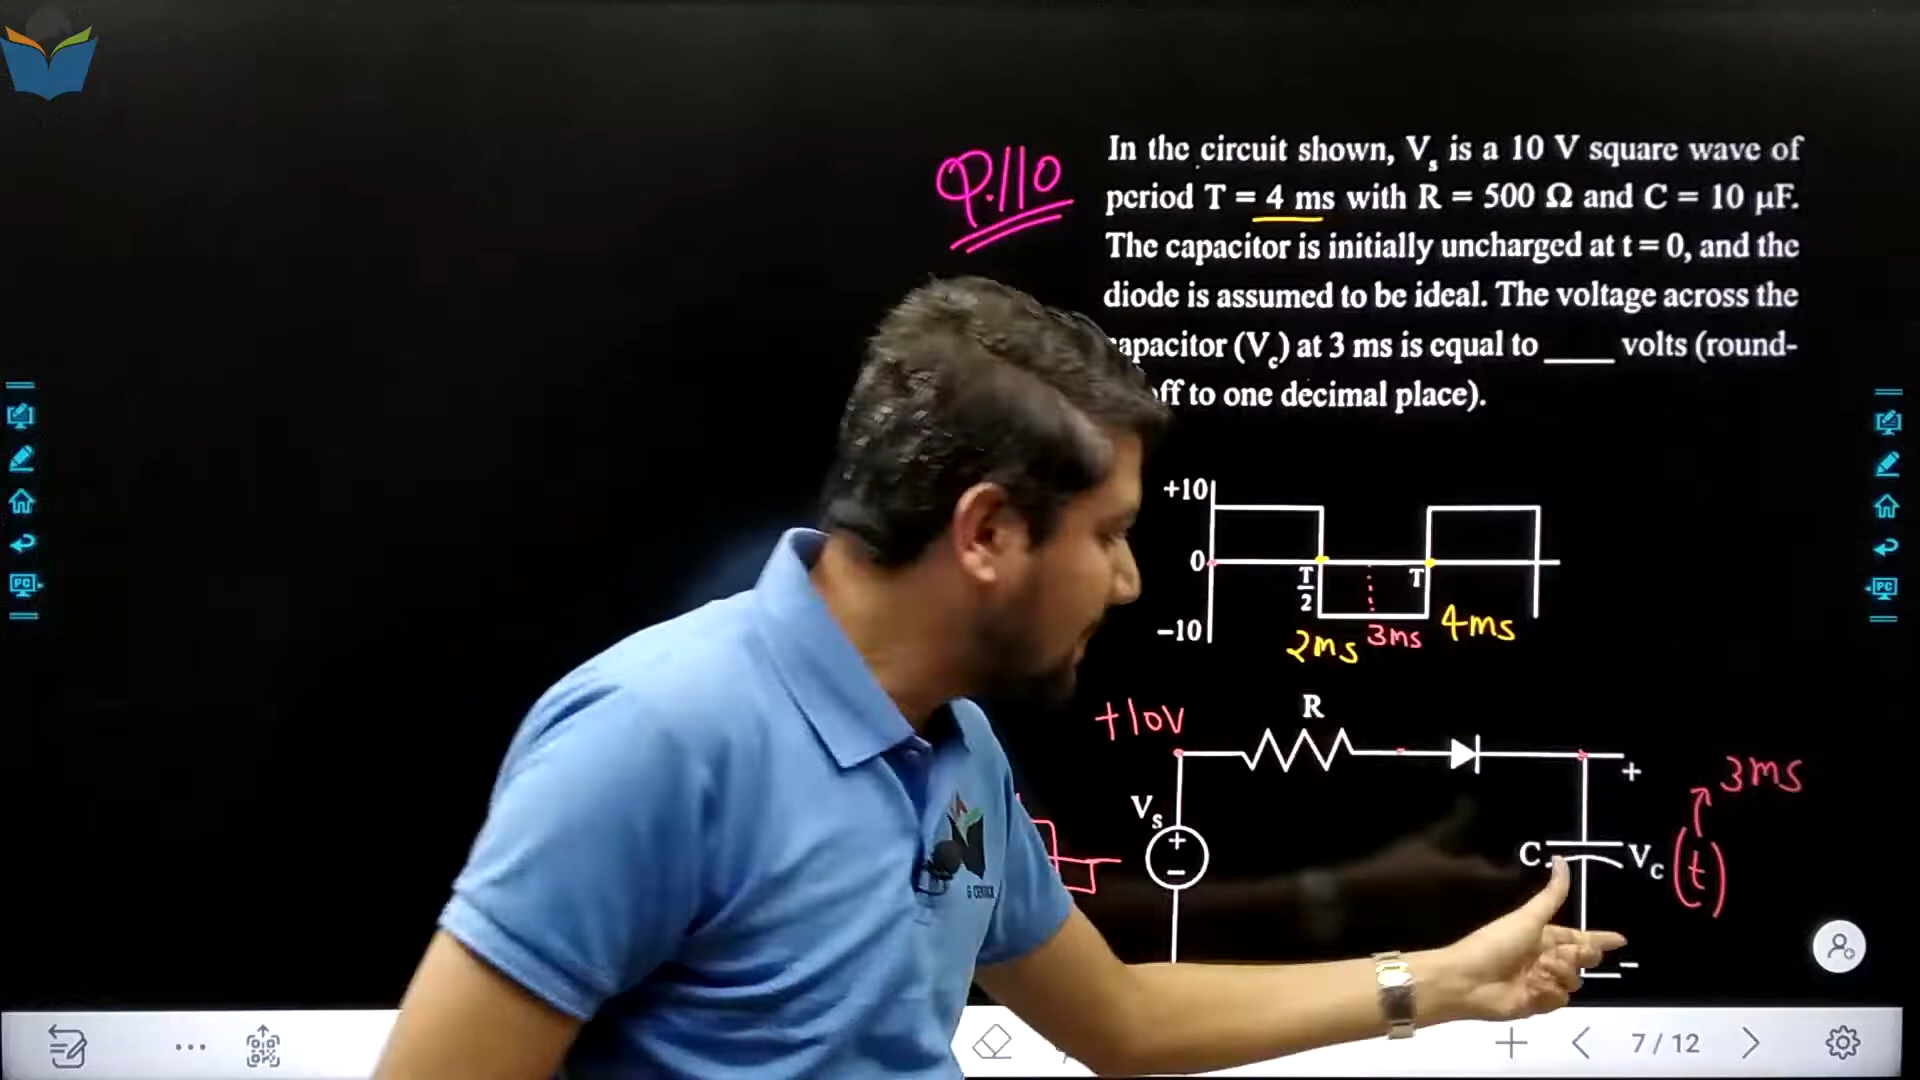 Q.110
In the circuit shown, Vs is a 10 V square wave of
period T = 4 ms with R = 500 Ω and C = 10 μF.
The capacitor is initially uncharged at t = 0, and the
diode is assumed to be ideal. The voltage across the
apacitor (Vc) at 3 ms is equal to ____ volts (round-
ff to one decimal place).
+10
0
T/2
T
−10
2ms
3ms
4ms
+10V
R
Vs
+
−
+
3ms
C
Vc (t)
−
PC
PC
7 / 12